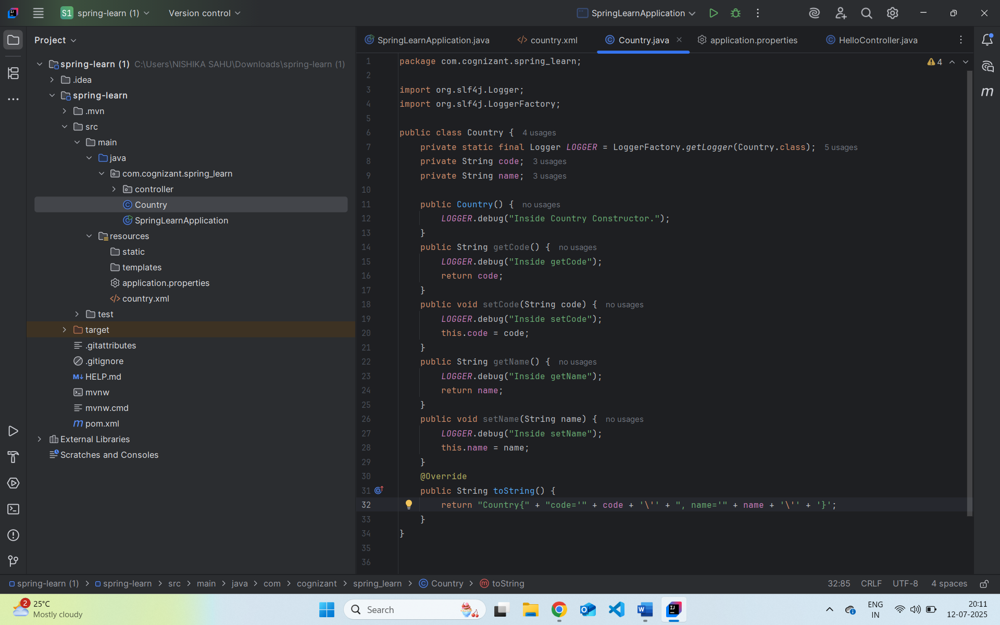 S1 spring-learn (1) Version control SpringLearnApplication
Project
spring-learn (1) C:\Users\NISHIKA SAHU\Downloads\spring-learn (1)
.idea
spring-learn
.mvn
src
main
java
com.cognizant.spring_learn
controller
Country
SpringLearnApplication
resources
static
templates
application.properties
country.xml
test
target
.gitattributes
.gitignore
HELP.md
mvnw
mvnw.cmd
pom.xml
External Libraries
Scratches and Consoles
SpringLearnApplication.java country.xml Country.java application.properties HelloController.java
4
1 package com.cognizant.spring_learn;
2
3 import org.slf4j.Logger;
4 import org.slf4j.LoggerFactory;
5
6 public class Country { 4 usages
7 private static final Logger LOGGER = LoggerFactory.getLogger(Country.class); 5 usages
8 private String code; 3 usages
9 private String name; 3 usages
10
11 public Country() { no usages
12 LOGGER.debug("Inside Country Constructor.");
13 }
14 public String getCode() { no usages
15 LOGGER.debug("Inside getCode");
16 return code;
17 }
18 public void setCode(String code) { no usages
19 LOGGER.debug("Inside setCode");
20 this.code = code;
21 }
22 public String getName() { no usages
23 LOGGER.debug("Inside getName");
24 return name;
25 }
26 public void setName(String name) { no usages
27 LOGGER.debug("Inside setName");
28 this.name = name;
29 }
30 @Override
31 public String toString() {
32 return "Country{" + "code='" + code + '\'' + ", name='" + name + '\'' + '}';
33 }
34 }
35
36
spring-learn (1) > spring-learn > src > main > java > com > cognizant > spring_learn > Country > toString 32:85 CRLF UTF-8 4 spaces
2 25°C
Mostly cloudy
Search
ENG
IN
20:11
12-07-2025